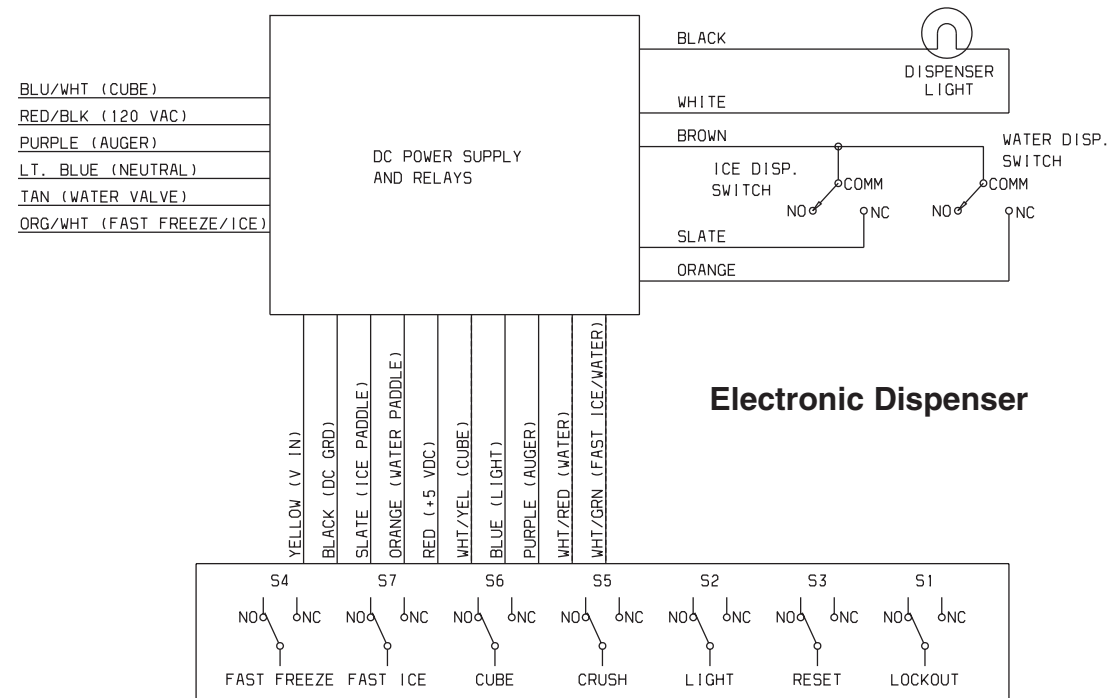 BLACK
DISPENSER
LIGHT
WHITE
BROWN
WATER DISP.
SWITCH
ICE DISP.
SWITCH
COMM
COMM
NO
NC
NO
NC
SLATE
ORANGE
BLU/WHT (CUBE)
RED/BLK (120 VAC)
PURPLE (AUGER)
LT. BLUE (NEUTRAL)
TAN (WATER VALVE)
ORG/WHT (FAST FREEZE/ICE)
DC POWER SUPPLY
AND RELAYS
Electronic Dispenser
YELLOW (V IN)
BLACK (DC GRD)
SLATE (ICE PADDLE)
ORANGE (WATER PADDLE)
RED (+5 VDC)
WHT/YEL (CUBE)
BLUE (LIGHT)
PURPLE (AUGER)
WHT/RED (WATER)
WHT/GRN (FAST ICE/WATER)
S4 S7 S6 S5 S2 S3 S1
NO NC NO NC NO NC NO NC NO NC NO NC NO NC
FAST FREEZE FAST ICE CUBE CRUSH LIGHT RESET LOCKOUT